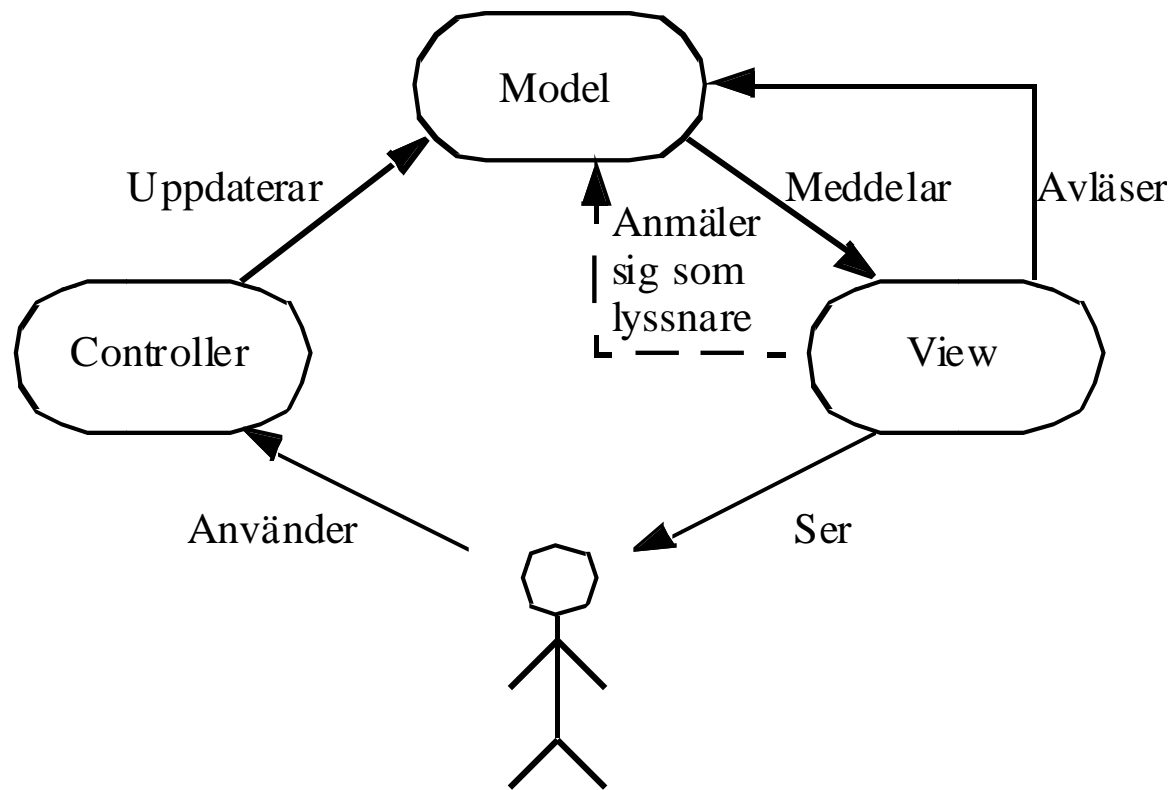 Model
Uppdaterar
Meddelar
Avläser
Anmäler
sig som
lyssnare
Controller
View
Använder
Ser